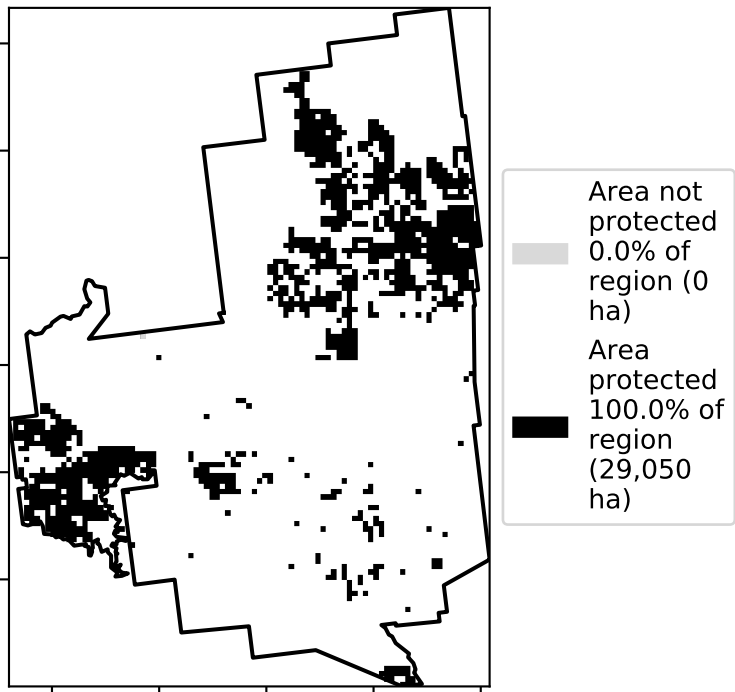 Area not
protected
0.0% of
region (0
ha)
Area
protected
100.0% of
region
(29,050
ha)